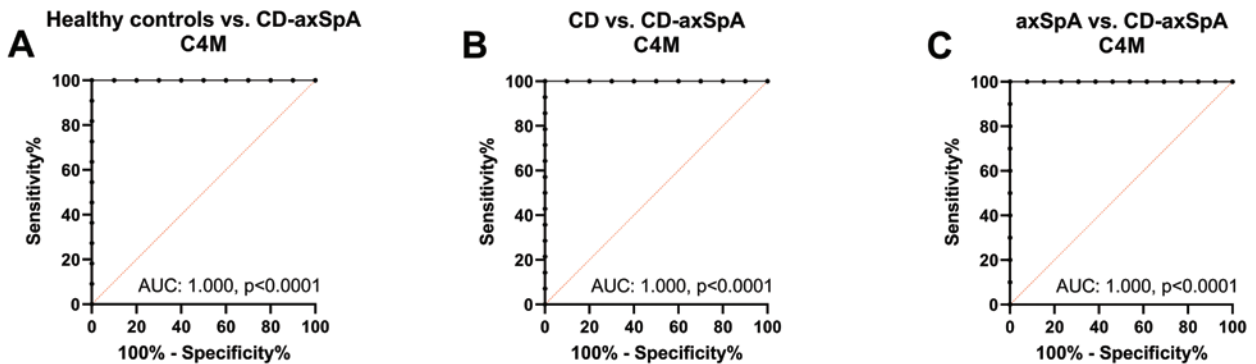 A
Healthy controls vs. CD-axSpA
C4M
Sensitivity%
100
80
60
40
20
0
AUC: 1.000, p<0.0001
0 20 40 60 80 100
100% - Specificity%
B
CD vs. CD-axSpA
C4M
Sensitivity%
100
80
60
40
20
0
AUC: 1.000, p<0.0001
0 20 40 60 80 100
100% - Specificity%
C
axSpA vs. CD-axSpA
C4M
Sensitivity%
100
80
60
40
20
0
AUC: 1.000, p<0.0001
0 20 40 60 80 100
100% - Specificity%